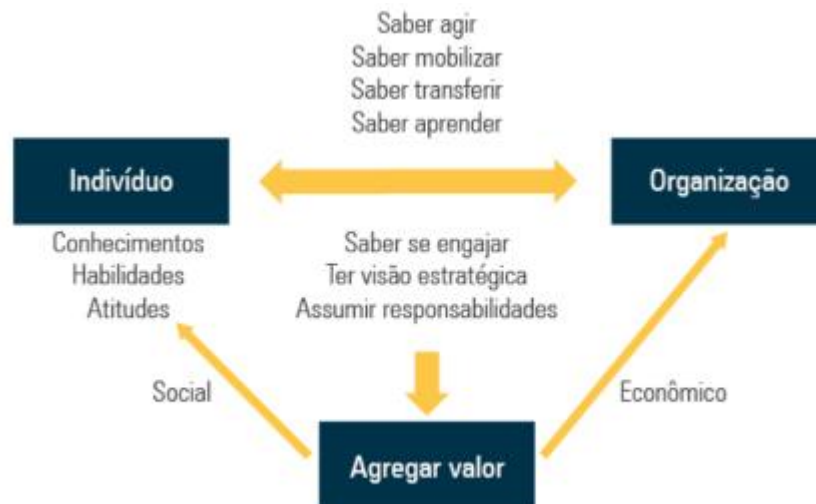 Saber agir
Saber mobilizar
Saber transferir
Saber aprender
Indivíduo
Organização
Conhecimentos
Habilidades
Atitudes
Saber se engajar
Ter visão estratégica
Assumir responsabilidades
Social
Econômico
Agregar valor